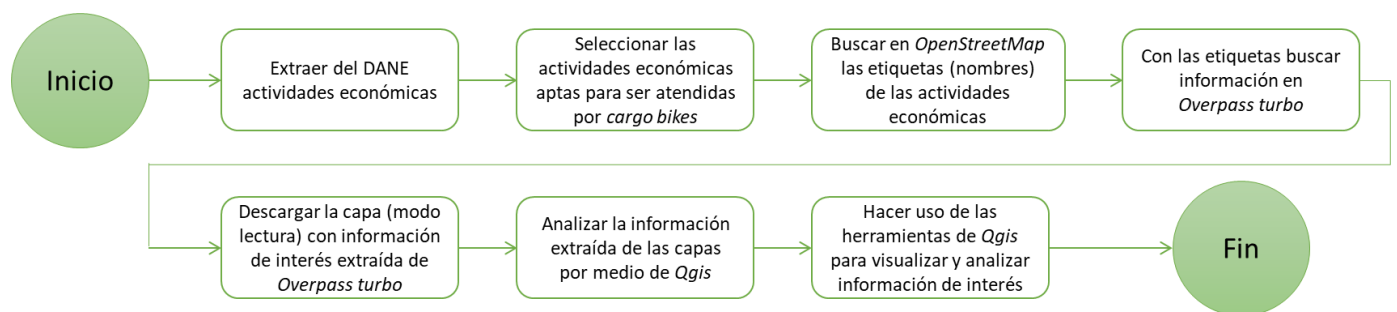 Inicio
Extraer del DANE
actividades económicas
Seleccionar las
actividades económicas
aptas para ser atendidas
por cargo bikes
Buscar en OpenStreetMap
las etiquetas (nombres)
de las actividades
económicas
Con las etiquetas buscar
información en
Overpass turbo
Descargar la capa (modo
lectura) con información
de interés extraída de
Overpass turbo
Analizar la información
extraída de las capas
por medio de Qgis
Hacer uso de las
herramientas de Qgis
para visualizar y analizar
información de interés
Fin